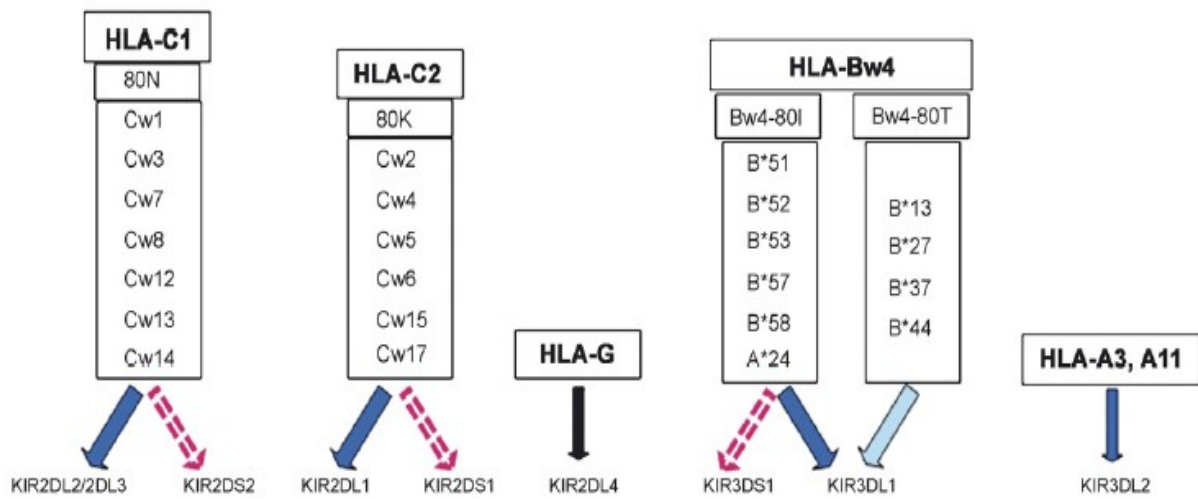 HLA-C1
80N
Cw1
Cw3
Cw7
Cw8
Cw12
Cw13
Cw14
KIR2DL2/2DL3
KIR2DS2
HLA-C2
80K
Cw2
Cw4
Cw5
Cw6
Cw15
Cw17
KIR2DL1
KIR2DS1
HLA-G
KIR2DL4
HLA-Bw4
Bw4-80I
B*51
B*52
B*53
B*57
B*58
A*24
Bw4-80T
B*13
B*27
B*37
B*44
KIR3DS1
KIR3DL1
HLA-A3, A11
KIR3DL2